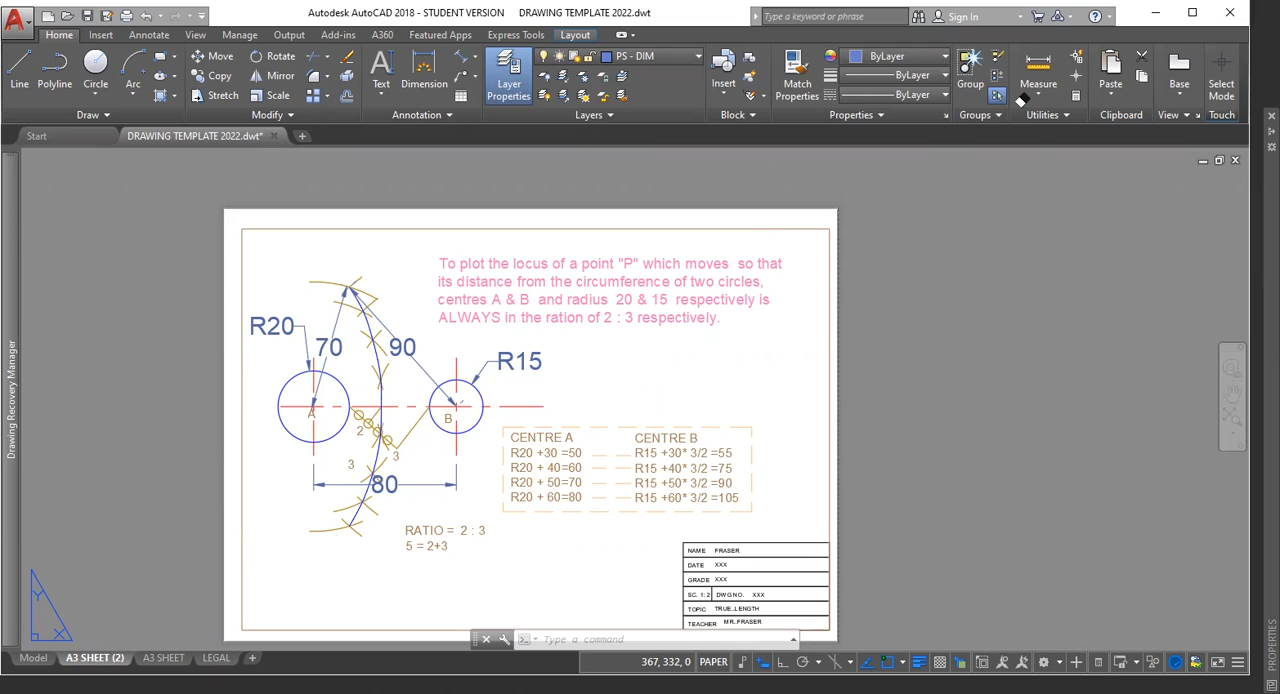 Autodesk AutoCAD 2018 - STUDENT VERSION DRAWING TEMPLATE 2022.dwt
Type a keyword or phrase
Sign In
Home Insert Annotate View Manage Output Add-ins A360 Featured Apps Express Tools Layout
Line Polyline Circle Arc
Move Rotate
Copy Mirror
Stretch Scale
Text Dimension
Layer Properties
PS - DIM
Insert
Match Properties
ByLayer
ByLayer
ByLayer
Group
Measure
Paste
Base
Select Mode
Draw Modify Annotation Layers Block Properties Groups Utilities Clipboard View Touch
Start DRAWING TEMPLATE 2022.dwt*
Drawing Recovery Manager
To plot the locus of a point "P" which moves so that
its distance from the circumference of two circles,
centres A & B and radius 20 & 15 respectively is
ALWAYS in the ration of 2 : 3 respectively.
R20
70
90
R15
A
B
2
3
3
80
CENTRE A CENTRE B
R20 +30 =50 R15 +30* 3/2 =55
R20 + 40=60 R15 +40* 3/2 =75
R20 + 50=70 R15 +50* 3/2 =90
R20 + 60=80 R15 +60* 3/2 =105
RATIO = 2 : 3
5 = 2+3
NAME FRASER
DATE XXX
GRADE XXX
SC. 1: 2 DWG NO. XXX
TOPIC TRUE..LENGTH
TEACHER MR..FRASER
Y
X
Type a command
Model A3 SHEET (2) A3 SHEET LEGAL
367, 332, 0 PAPER
PROPERTIES